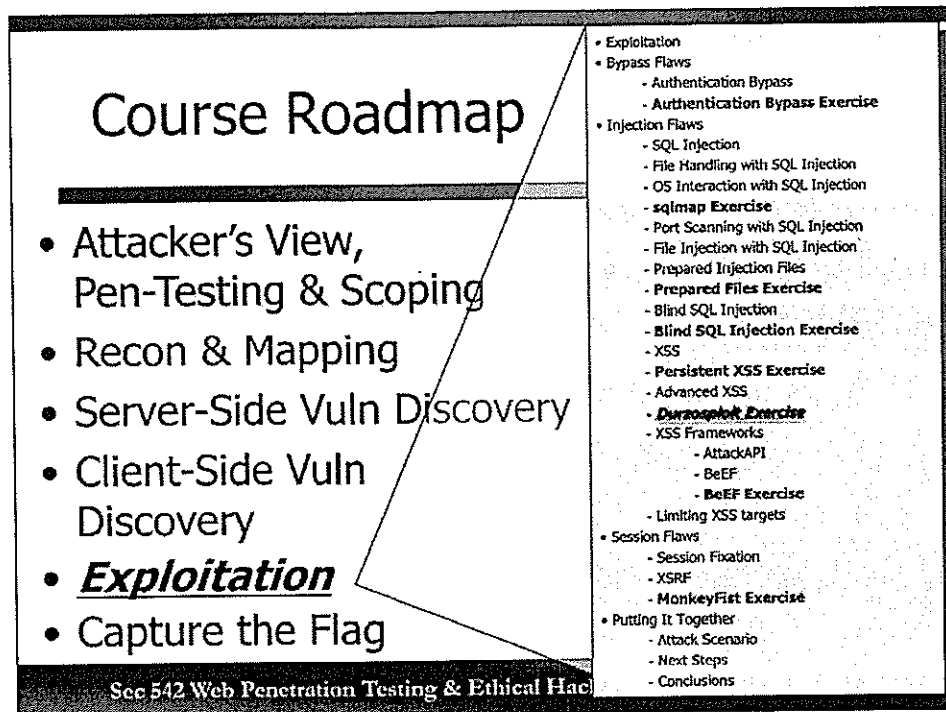 Course Roadmap
• Attacker's View,
Pen-Testing & Scoping
• Recon & Mapping
• Server-Side Vuln Discovery
• Client-Side Vuln
Discovery
• Exploitation
• Capture the Flag
Sec 542 Web Penetration Testing & Ethical Hac
• Exploitation
• Bypass Flaws
- Authentication Bypass
- Authentication Bypass Exercise
• Injection Flaws
- SQL Injection
- File Handling with SQL Injection
- OS Interaction with SQL Injection
- sqlmap Exercise
- Port Scanning with SQL Injection
- File Injection with SQL Injection
- Prepared Injection Files
- Prepared Files Exercise
- Blind SQL Injection
- Blind SQL Injection Exercise
- XSS
- Persistent XSS Exercise
- Advanced XSS
- Durzosploit Exercise
- XSS Frameworks
- AttackAPI
- BeEF
- BeEF Exercise
- Limiting XSS targets
• Session Flaws
- Session Fixation
- XSRF
- MonkeyFist Exercise
• Putting It Together
- Attack Scenario
- Next Steps
- Conclusions